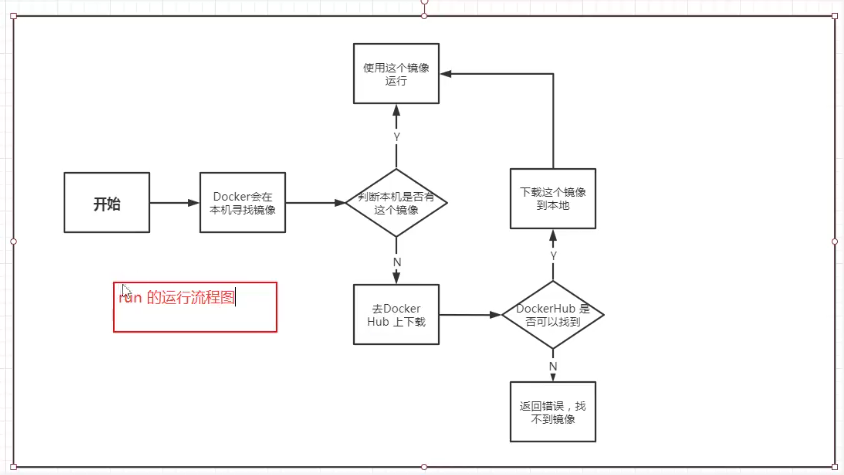 使用这个镜像
运行
Y
开始
Docker会在
本机寻找镜像
判断本机是否有
这个镜像
下载这个镜像
到本地
N
Y
run 的运行流程图
去Docker
Hub 上下载
DockerHub 是
否可以找到
N
返回错误，找
不到镜像